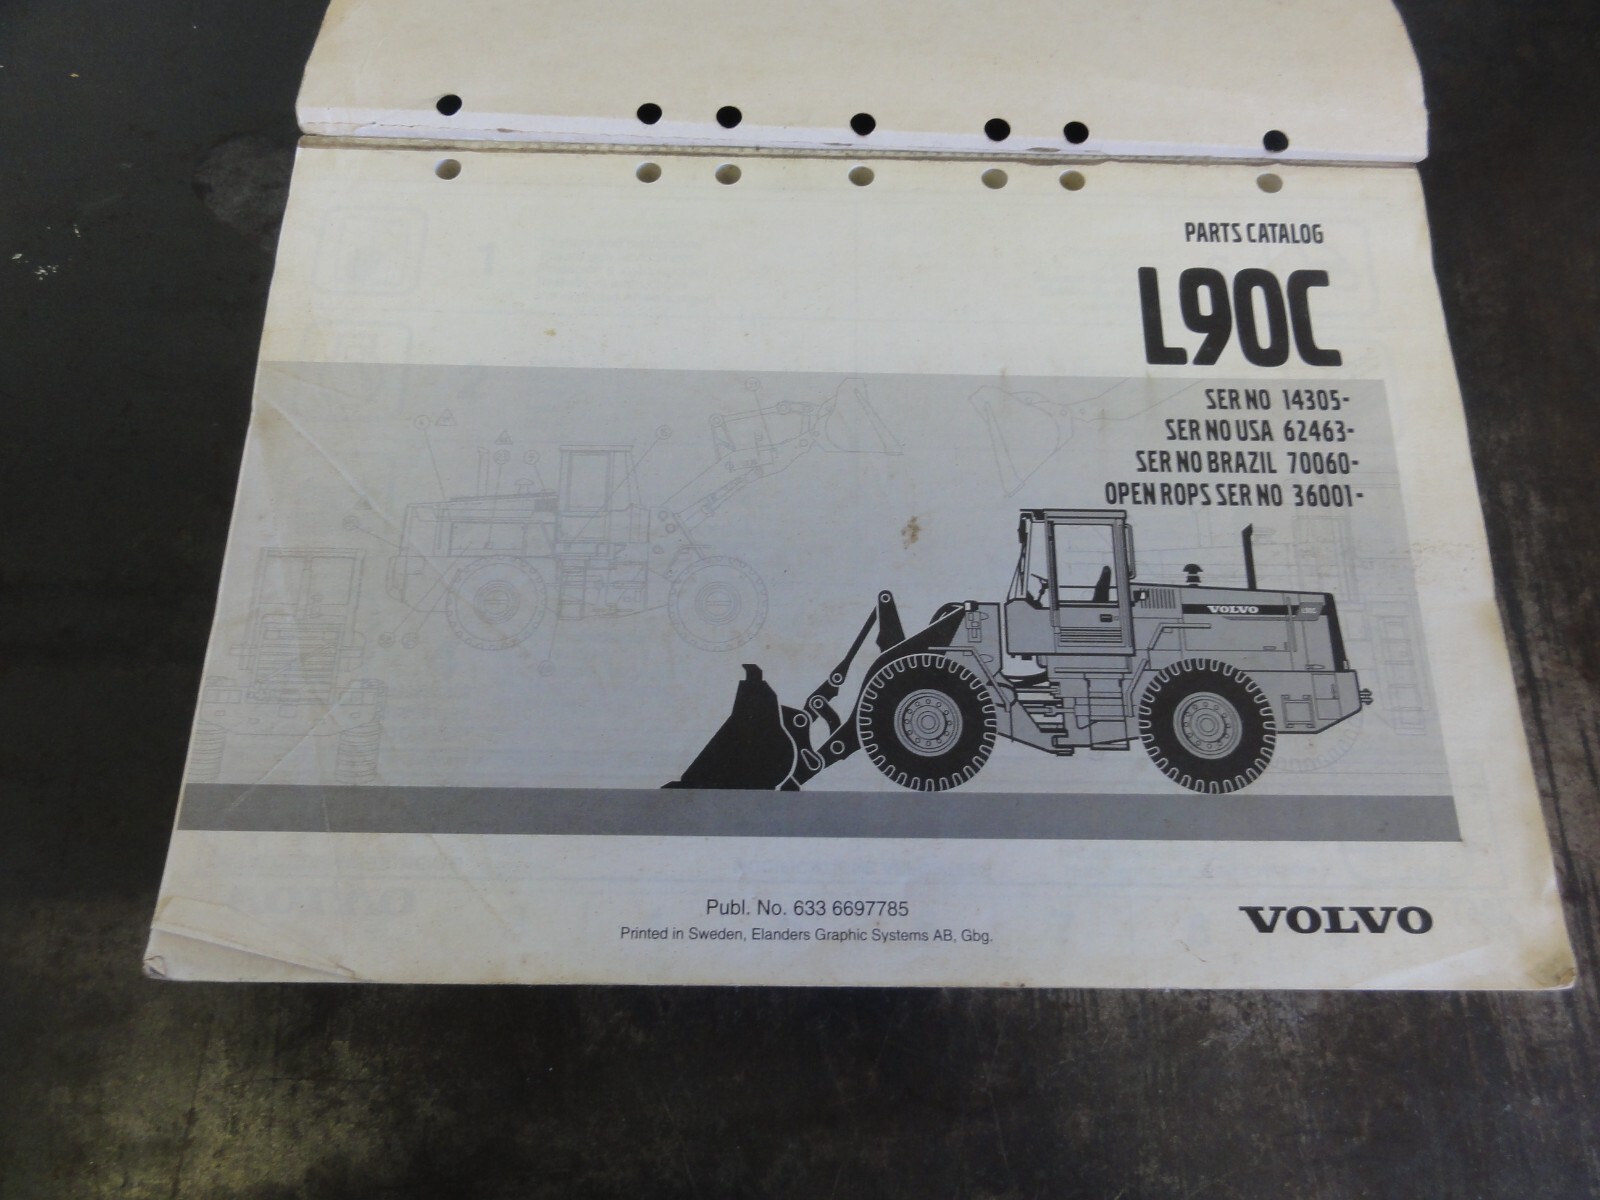 PARTS CATALOG
L90C
SER NO 14305-
SER NO USA 62463-
SER NO BRAZIL 70060-
OPEN ROPS SER NO 36001-
VOLVO L90C
Publ. No. 633 6697785
Printed in Sweden, Elanders Graphic Systems AB, Gbg.
VOLVO